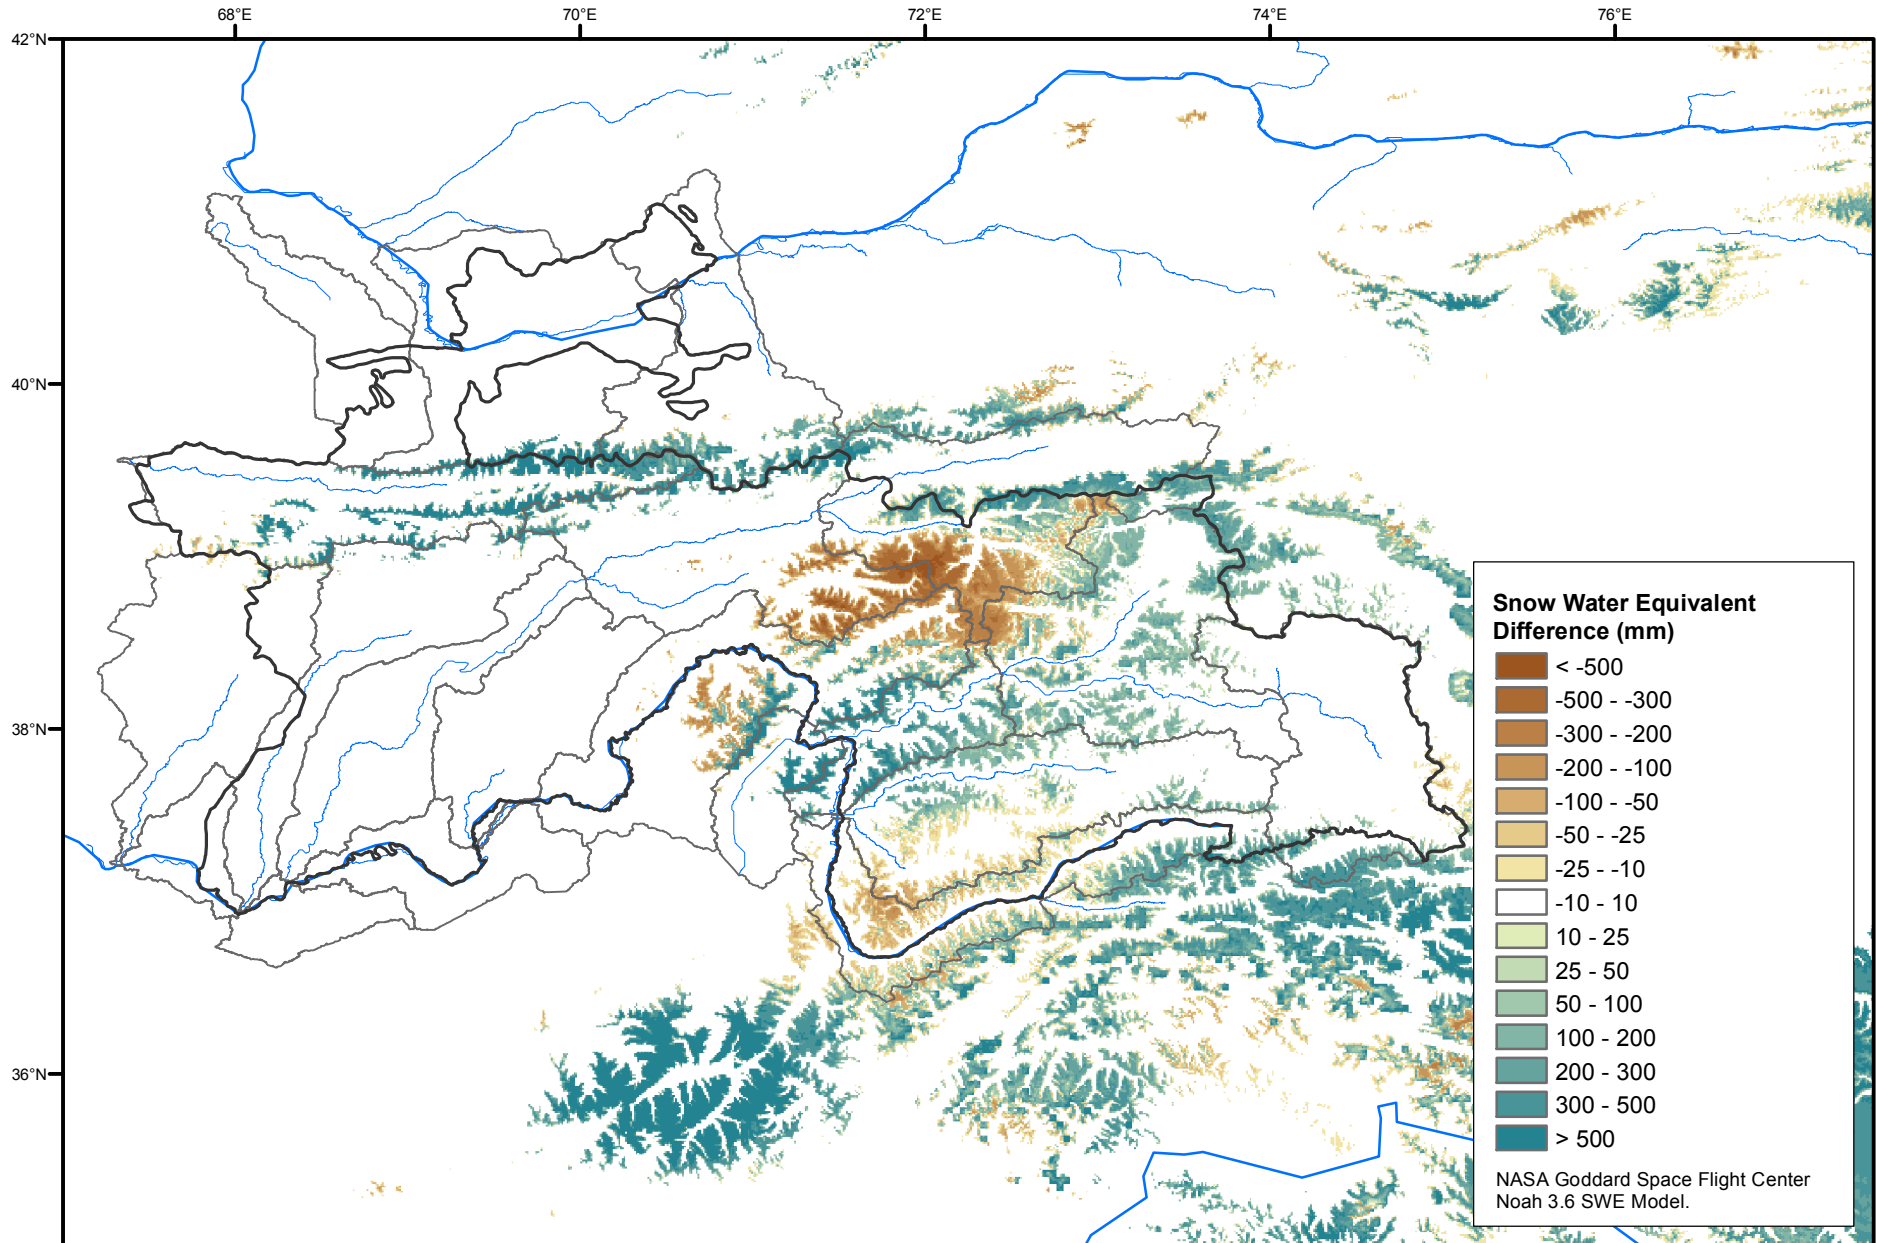 68°E 70°E 72°E 74°E 76°E
42°N
40°N
38°N
36°N
Snow Water Equivalent
Difference (mm)
< -500
-500 - -300
-300 - -200
-200 - -100
-100 - -50
-50 - -25
-25 - -10
-10 - 10
10 - 25
25 - 50
50 - 100
100 - 200
200 - 300
300 - 500
> 500
NASA Goddard Space Flight Center
Noah 3.6 SWE Model.